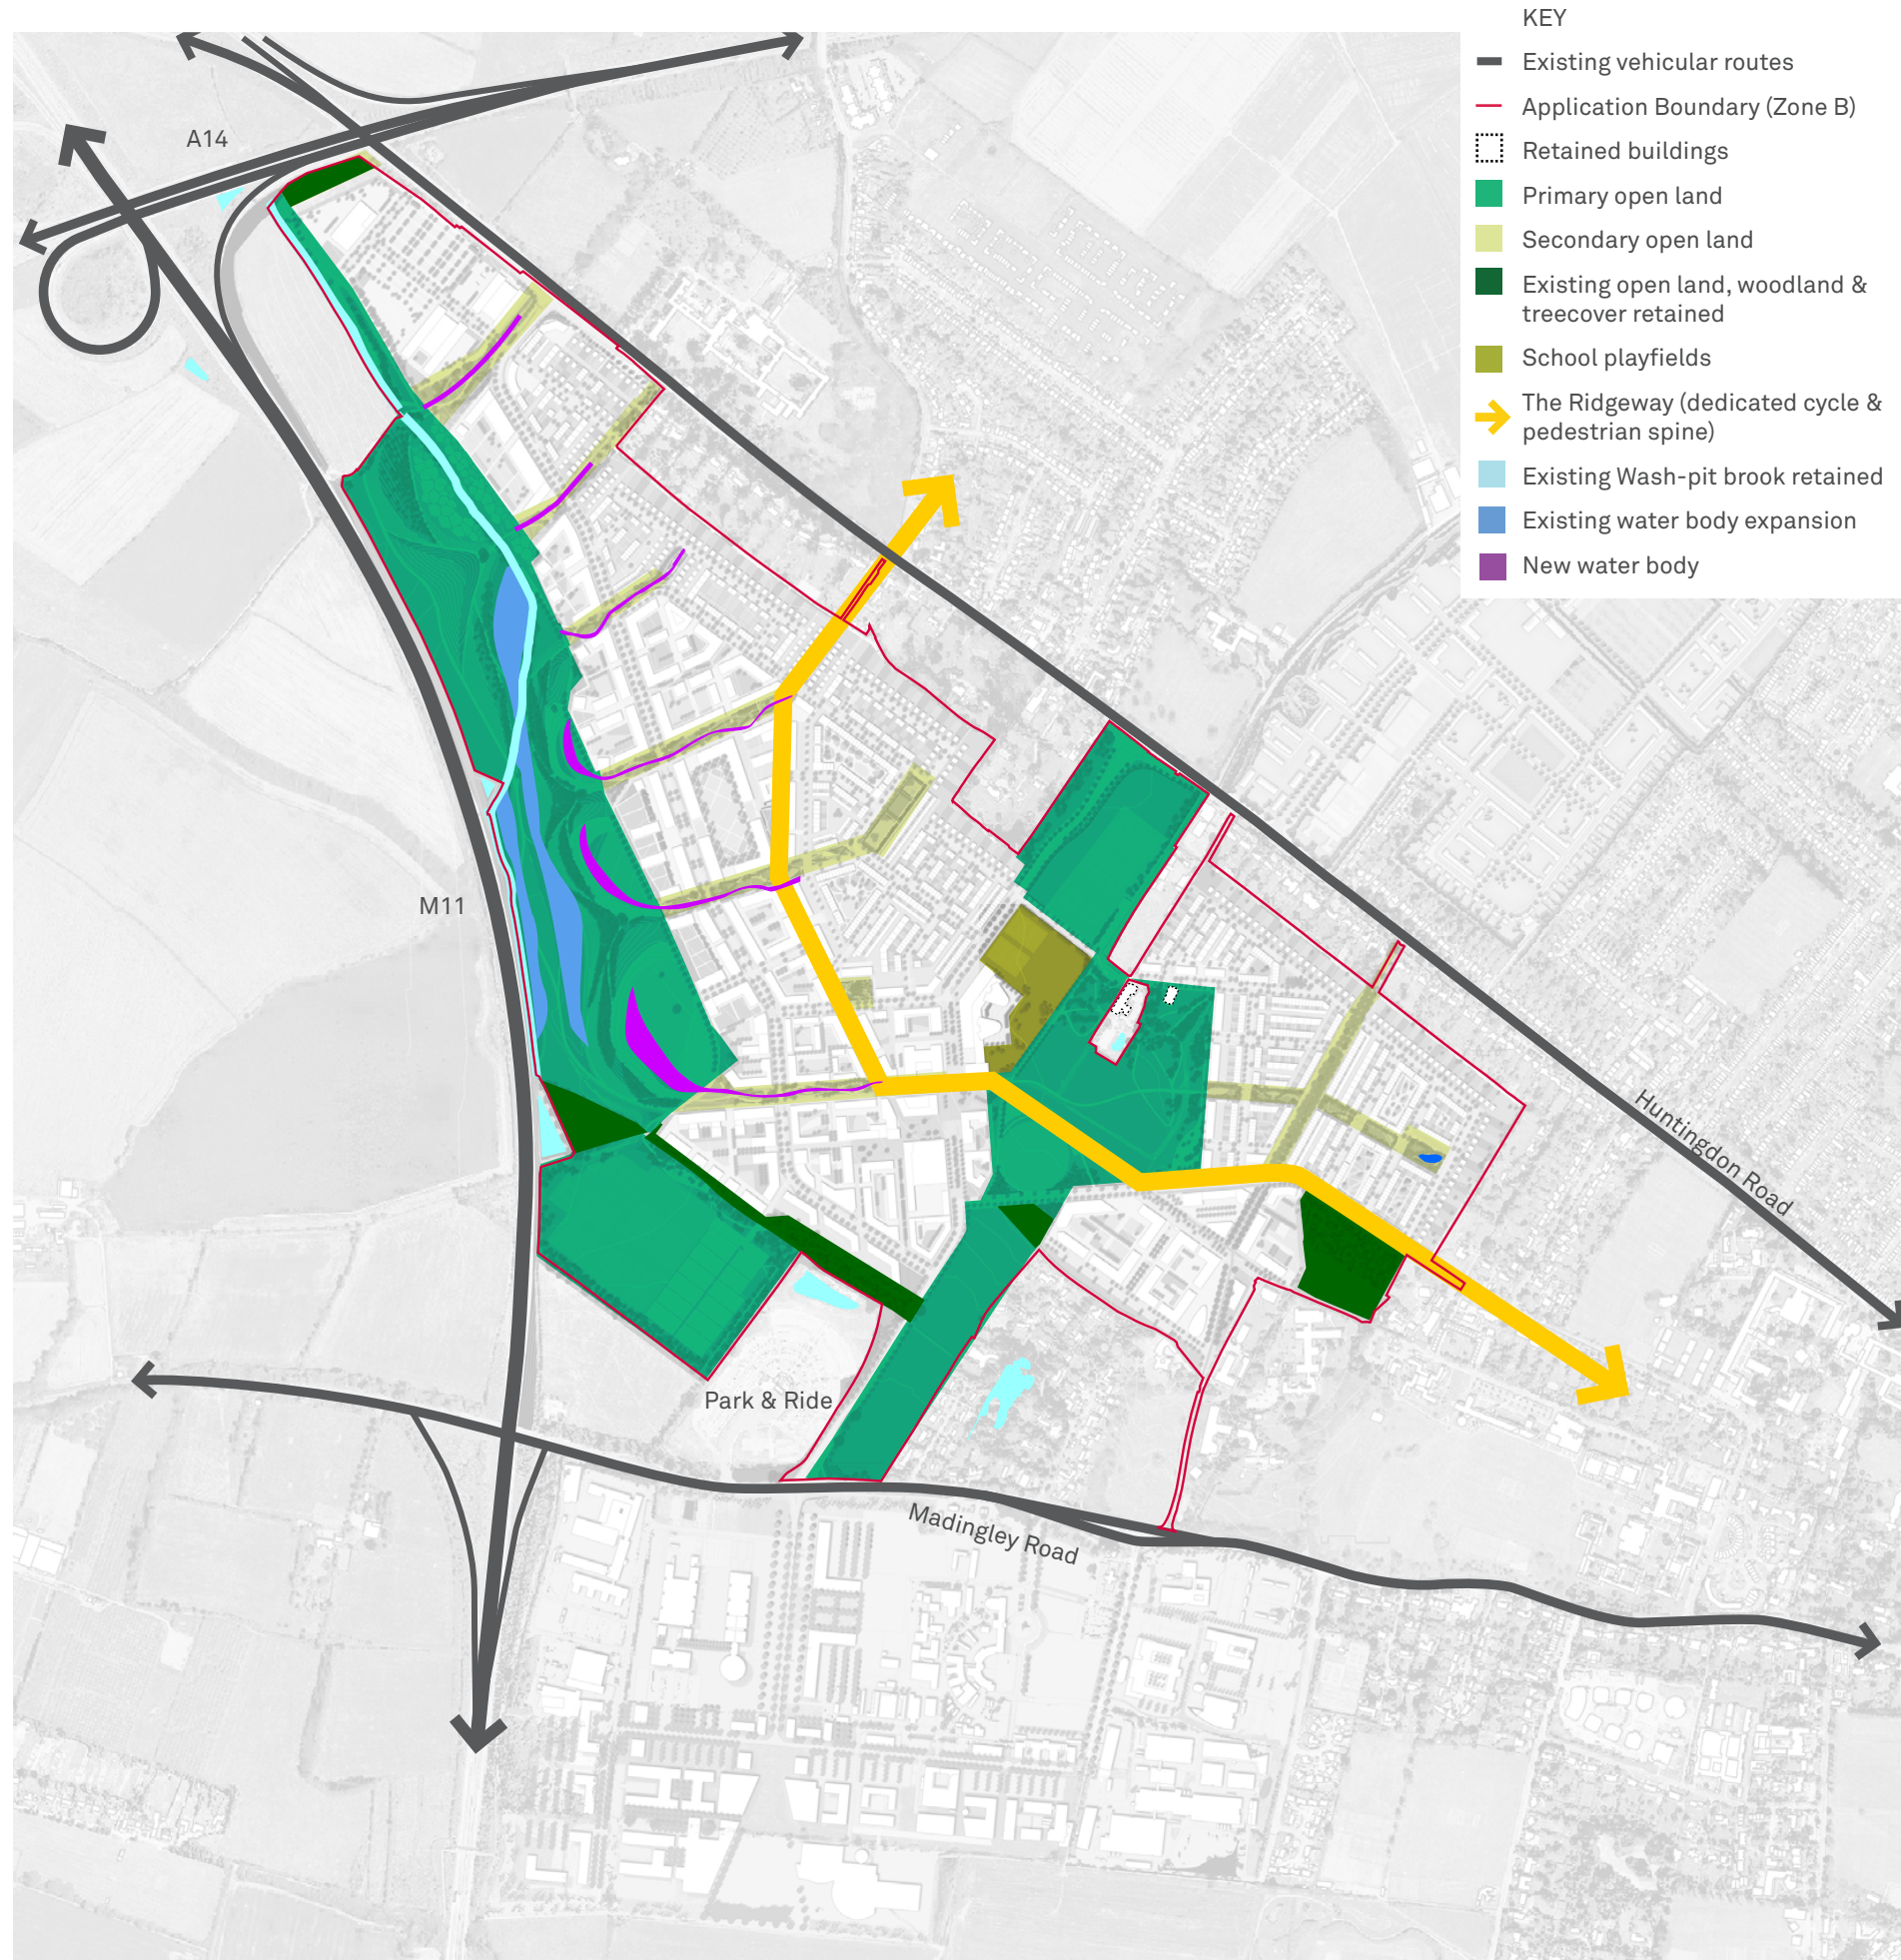 KEY
Existing vehicular routes
Application Boundary (Zone B)
Retained buildings
Primary open land
Secondary open land
Existing open land, woodland &
treecover retained
School playfields
The Ridgeway (dedicated cycle &
pedestrian spine)
Existing Wash-pit brook retained
Existing water body expansion
New water body
A14
M11
Huntingdon Road
Park & Ride
Madingley Road